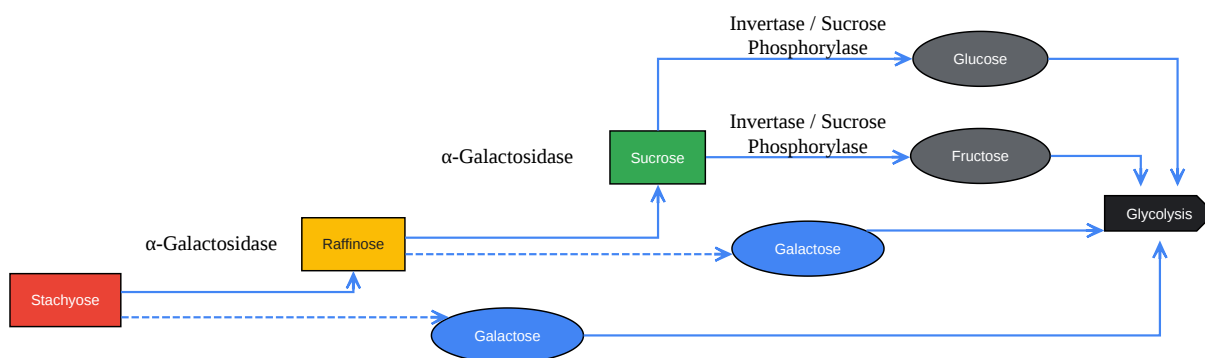 Invertase / Sucrose
Phosphorylase
Glucose
Invertase / Sucrose
Phosphorylase
α-Galactosidase
Sucrose
Fructose
Glycolysis
α-Galactosidase
Raffinose
Galactose
Stachyose
Galactose